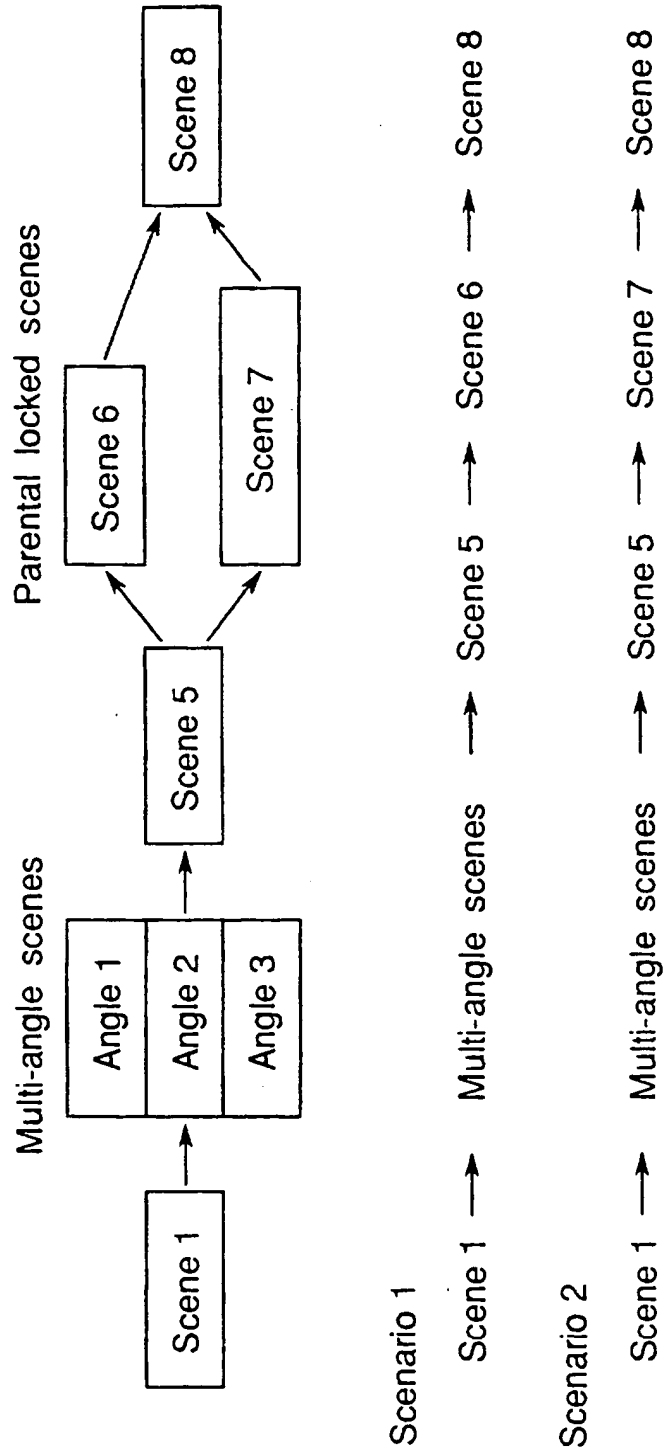 Multi-angle scenes
Parental locked scenes
Scene 1
Angle 1
Angle 2
Angle 3
Scene 5
Scene 6
Scene 7
Scene 8
Scenario 1
Scene 1 → Multi-angle scenes → Scene 5 → Scene 6 → Scene 8
Scenario 2
Scene 1 → Multi-angle scenes → Scene 5 → Scene 7 → Scene 8